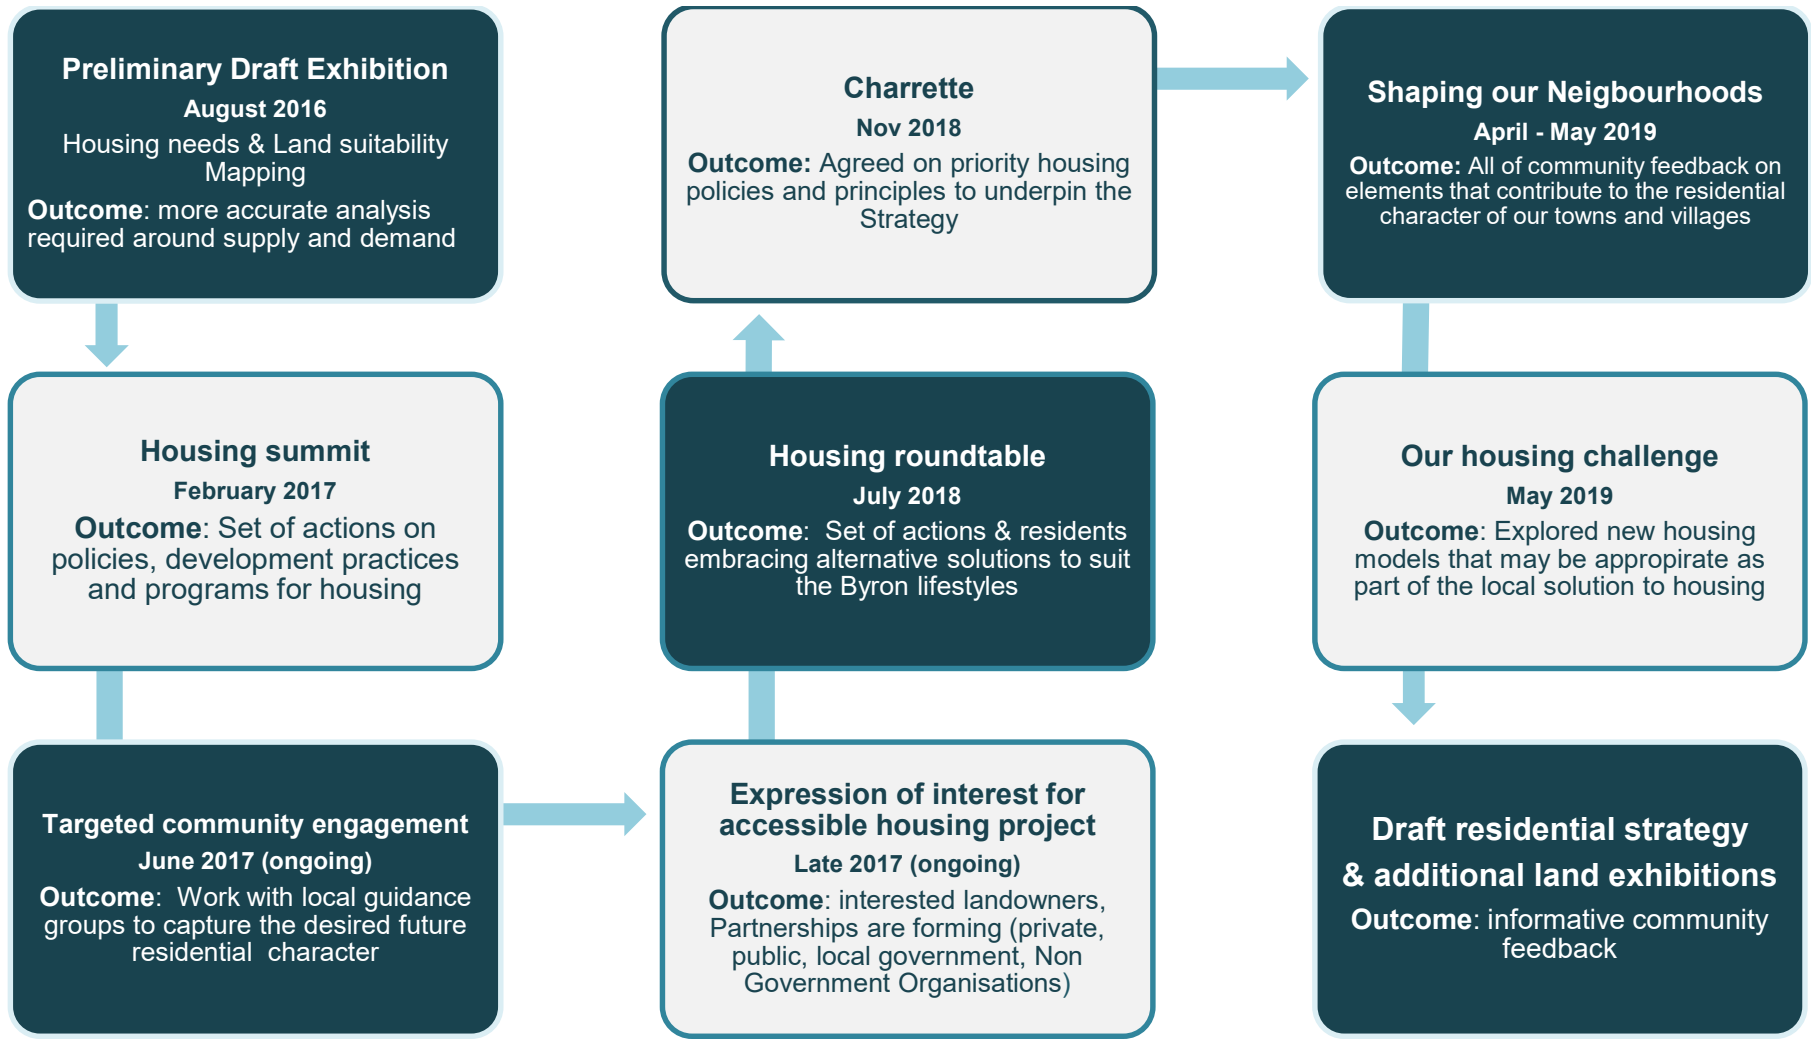 Preliminary Draft Exhibition
August 2016
Housing needs & Land suitability
Mapping
Outcome: more accurate analysis
required around supply and demand
Housing summit
February 2017
Outcome: Set of actions on
policies, development practices
and programs for housing
Targeted community engagement
June 2017 (ongoing)
Outcome:  Work with local guidance
groups to capture the desired future
residential  character
Expression of interest for
accessible housing project
Late 2017 (ongoing)
Outcome: interested landowners,
Partnerships are forming (private,
public, local government, Non
Government Organisations)
Housing roundtable
July 2018
Outcome:  Set of actions & residents
embracing alternative solutions to suit
the Byron lifestyles
Charrette
Nov 2018
Outcome: Agreed on priority housing
policies and principles to underpin the
Strategy
Shaping our Neigbourhoods
April - May 2019
Outcome: All of community feedback on
elements that contribute to the residential
character of our towns and villages
Our housing challenge
May 2019
Outcome: Explored new housing
models that may be appropirate as
part of the local solution to housing
Draft residential strategy
& additional land exhibitions
Outcome: informative community
feedback